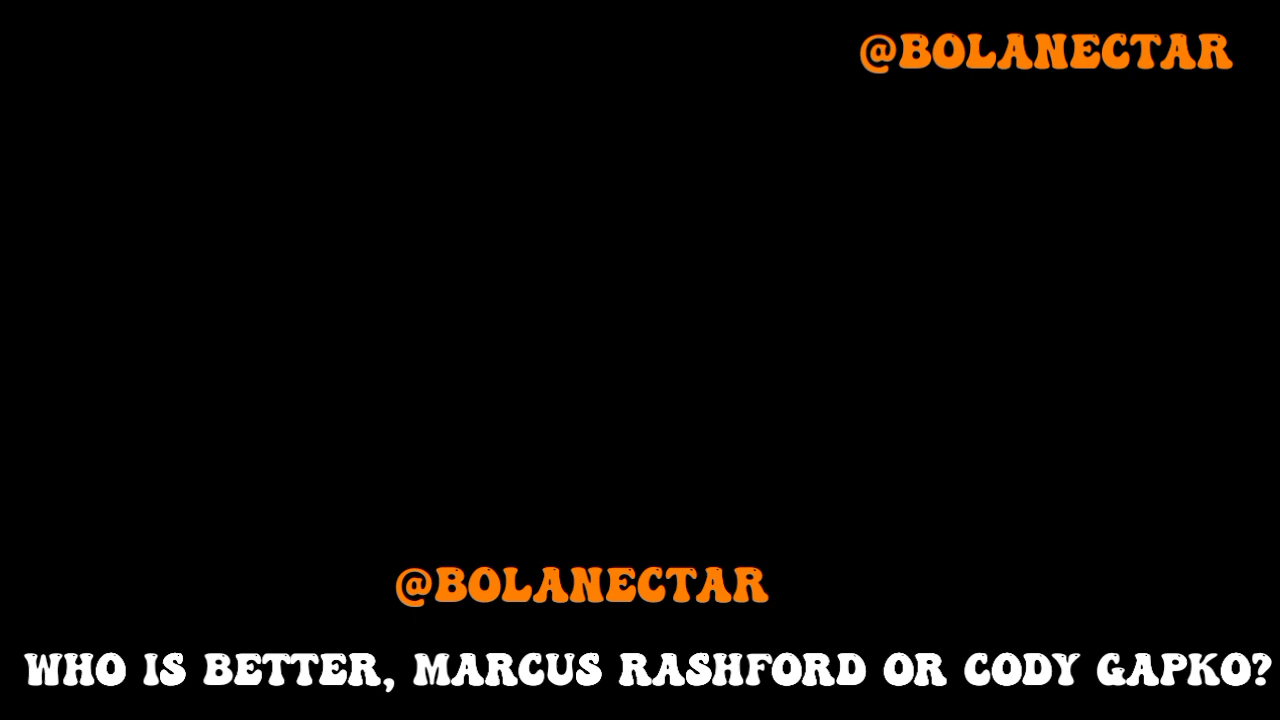 @BOLANECTAR
@BOLANECTAR
WHO IS BETTER, MARCUS RASHFORD OR CODY GAPKO?